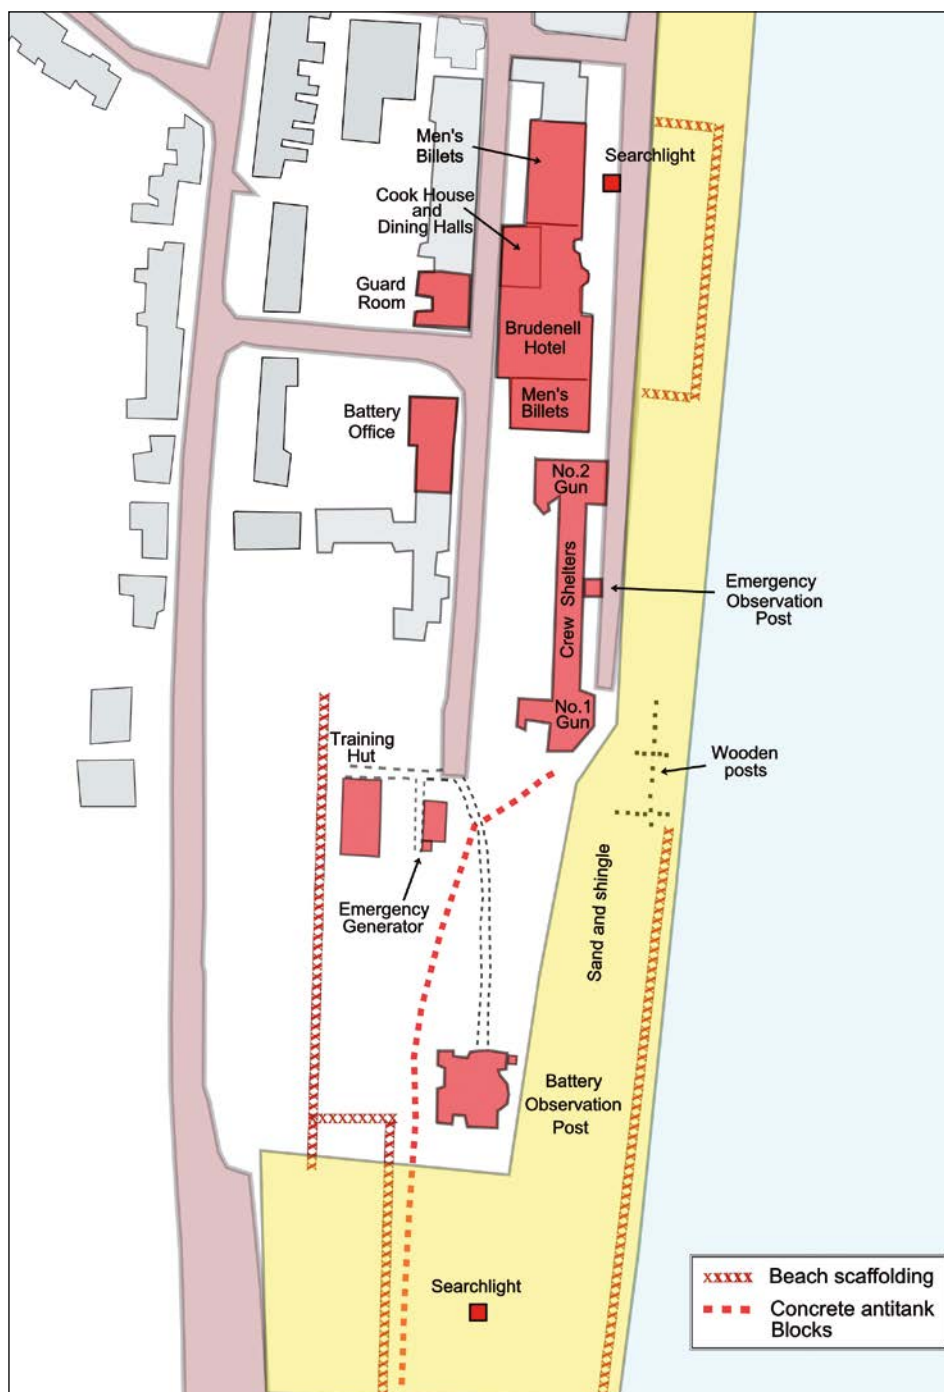 Men's
Billets
Searchlight
Cook House
and
Dining Halls
Guard
Room
Brudenell
Hotel
Men's
Billets
Battery
Office
No.2
Gun
Crew Shelters
Emergency
Observation
Post
No.1
Gun
Training
Hut
Wooden
posts
Emergency
Generator
Sand and shingle
Battery
Observation
Post
Searchlight
xxxxx Beach scaffolding
Concrete antitank
Blocks